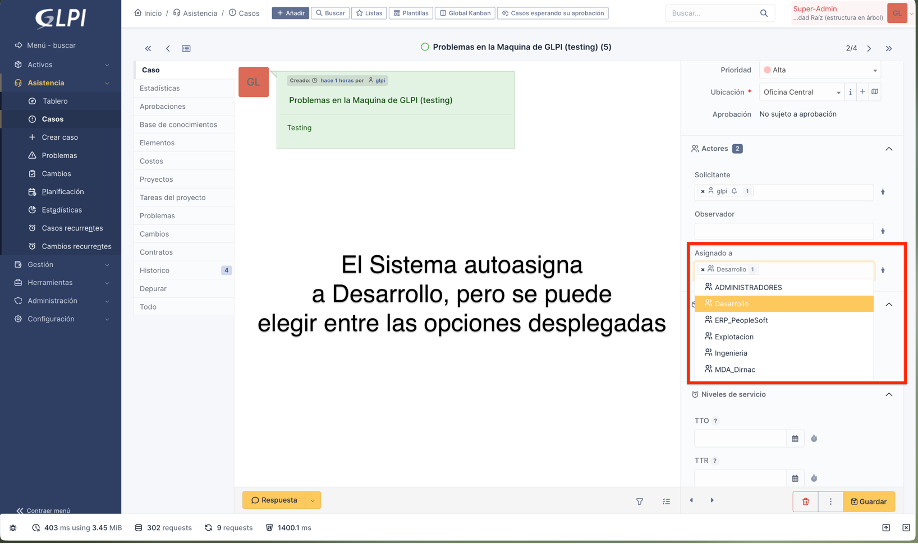 GLPI
Menú - buscar
Activos
Asistencia
Tablero
Casos
Crear caso
Problemas
Cambios
Planificación
Estadísticas
Casos recurrentes
Cambios recurrentes
Gestión
Herramientas
Administración
Configuración
Contraer menú
Inicio / Asistencia / Casos
Añadir
Buscar
Listas
Plantillas
Global Kanban
Casos esperando su aprobación
Buscar...
Super-Admin
...dad Raíz (estructura en árbol)
GL
Problemas en la Maquina de GLPI (testing) (5)
2/4
Caso
Estadísticas
Aprobaciones
Base de conocimientos
Elementos
Costos
Proyectos
Tareas del proyecto
Problemas
Cambios
Contratos
Historico 4
Depurar
Todo
GL
Creado: hace 1 horas por glpi
Problemas en la Maquina de GLPI (testing)
Testing
El Sistema autoasigna
a Desarrollo, pero se puede
elegir entre las opciones desplegadas
Prioridad Alta
Ubicación * Oficina Central
Aprobación No sujeto a aprobación
Actores 2
Solicitante
× glpi 1
Observador
Asignado a
× Desarrollo 1
ADMINISTRADORES
Desarrollo
ERP_PeopleSoft
Explotacion
Ingenieria
MDA_Dirnac
Niveles de servicio
TTO ?
TTR ?
Respuesta
Guardar
403 ms using 3.45 MiB
302 requests
9 requests
1400.1 ms